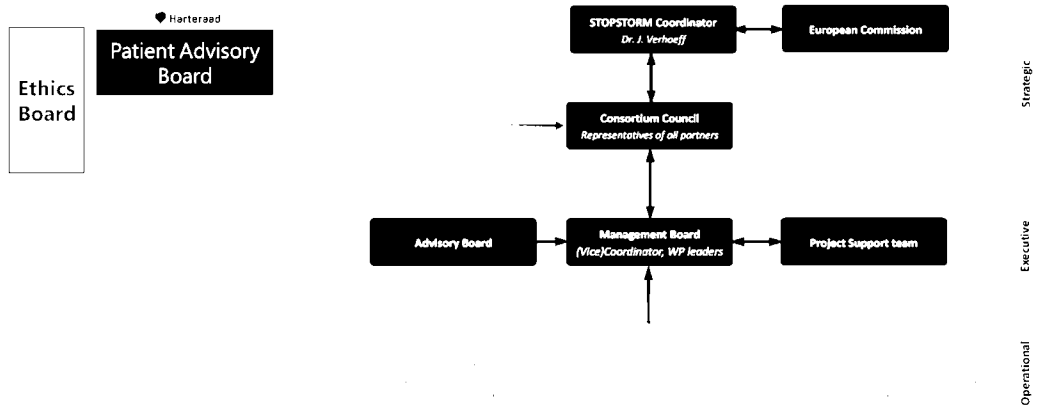 Harteraad
Patient Advisory
Board
Ethics
Board
STOPSTORM Coordinator
Dr. J. Verhoeff
European Commission
Strategic
Consortium Council
Representatives of all partners
Advisory Board
Management Board
(Vice)Coordinator, WP leaders
Project Support team
Executive
Operational